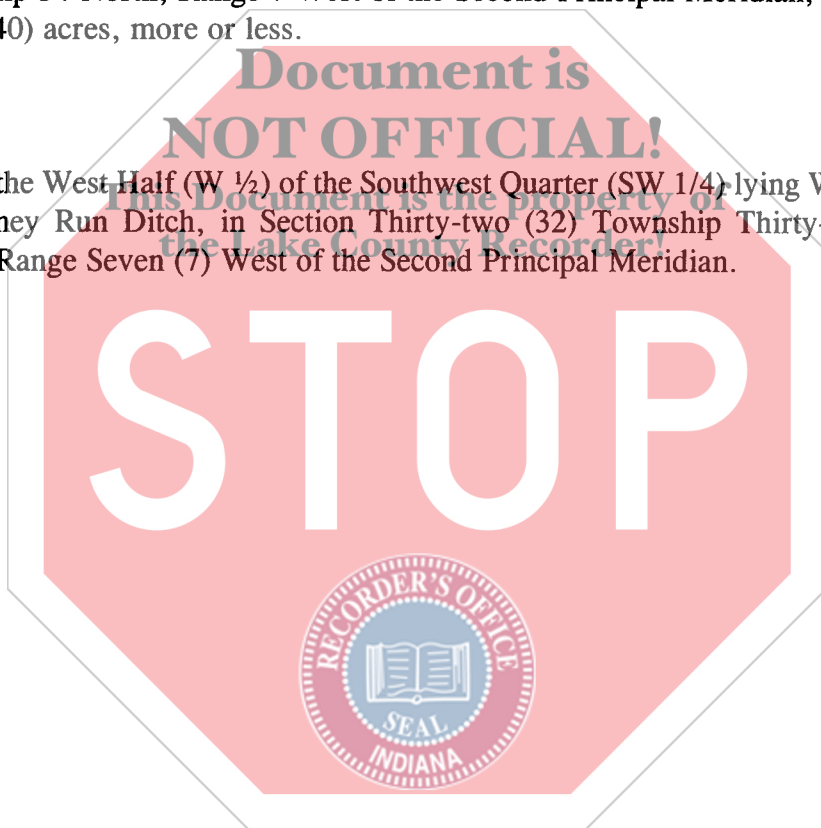 40) acres, more or less.
Document is
NOT OFFICIAL!
the West Half (W ½) of the Southwest Quarter (SW 1/4) lying W
This Document is the property of
ney Run Ditch, in Section Thirty-two (32) Township Thirty-
the Lake County Recorder!
Range Seven (7) West of the Second Principal Meridian.
STOP
RECORDER'S OFFICE
SEAL
INDIANA